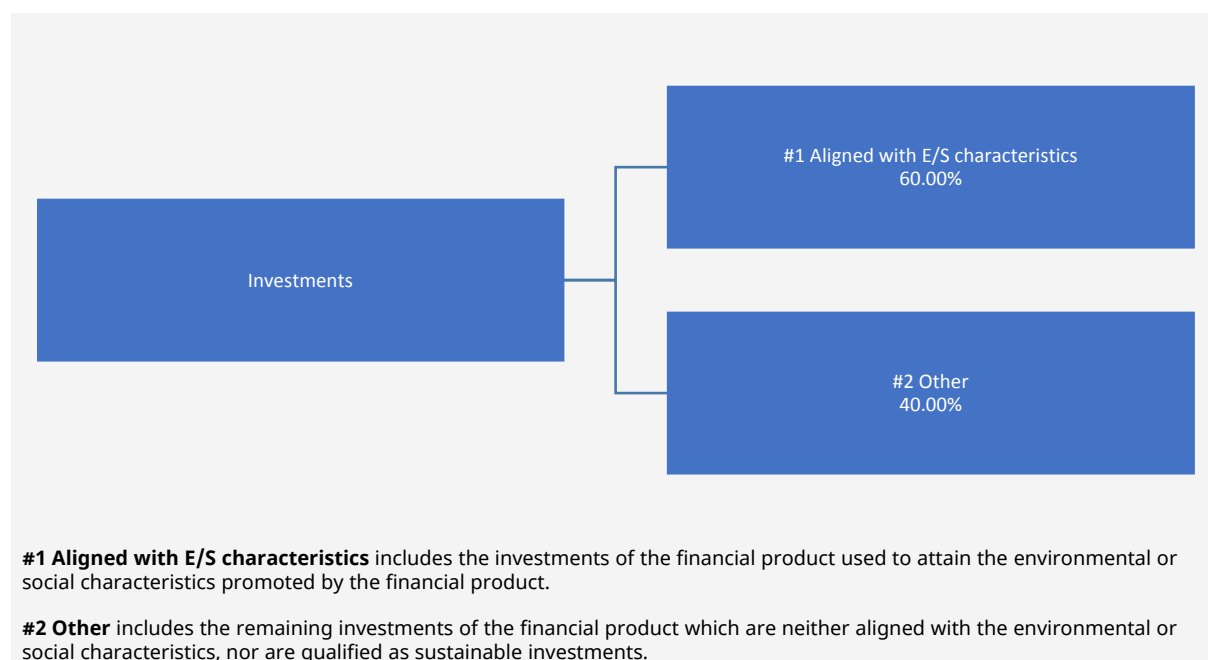 #1 Aligned with E/S characteristics
60.00%
Investments
#2 Other
40.00%
#1 Aligned with E/S characteristics includes the investments of the financial product used to attain the environmental or
social characteristics promoted by the financial product.
#2 Other includes the remaining investments of the financial product which are neither aligned with the environmental or
social characteristics, nor are qualified as sustainable investments.